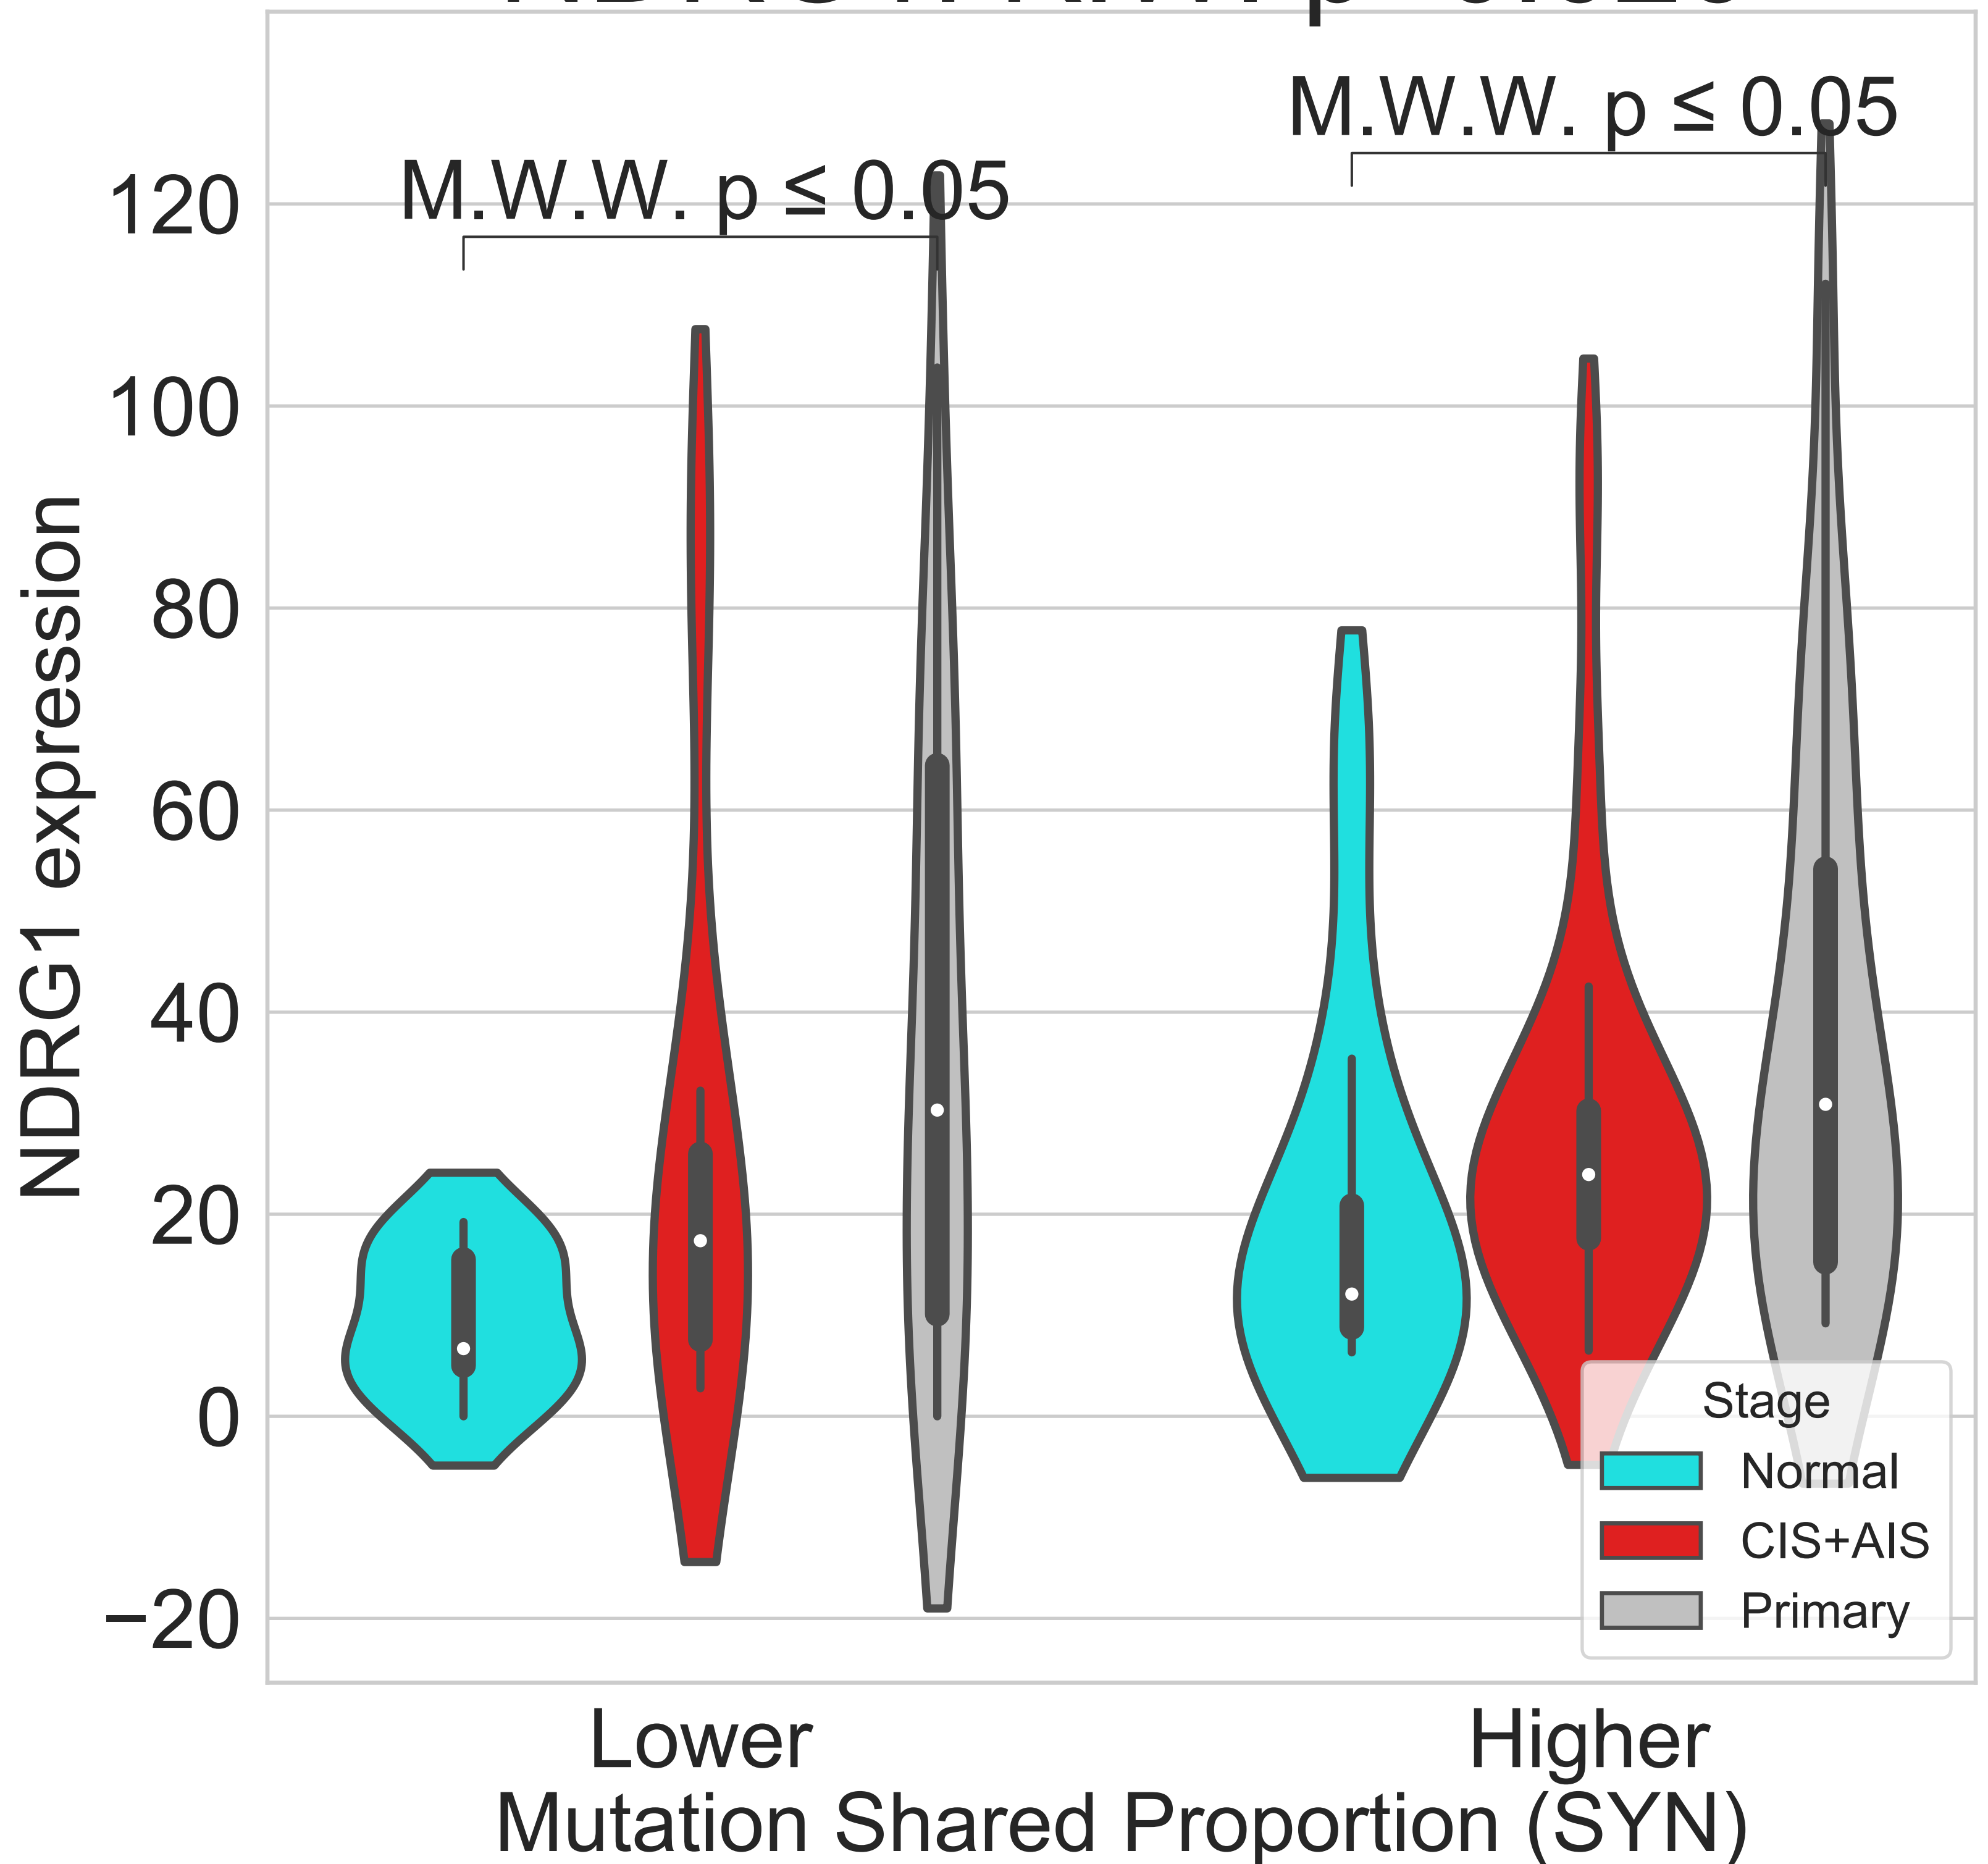 M.W.W. p ≤ 0.05
M.W.W. p ≤ 0.05
120
100
80
60
40
20
0
−20
NDRG1 expression
Stage
Normal
CIS+AIS
Primary
Lower
Higher
Mutation Shared Proportion (SYN)